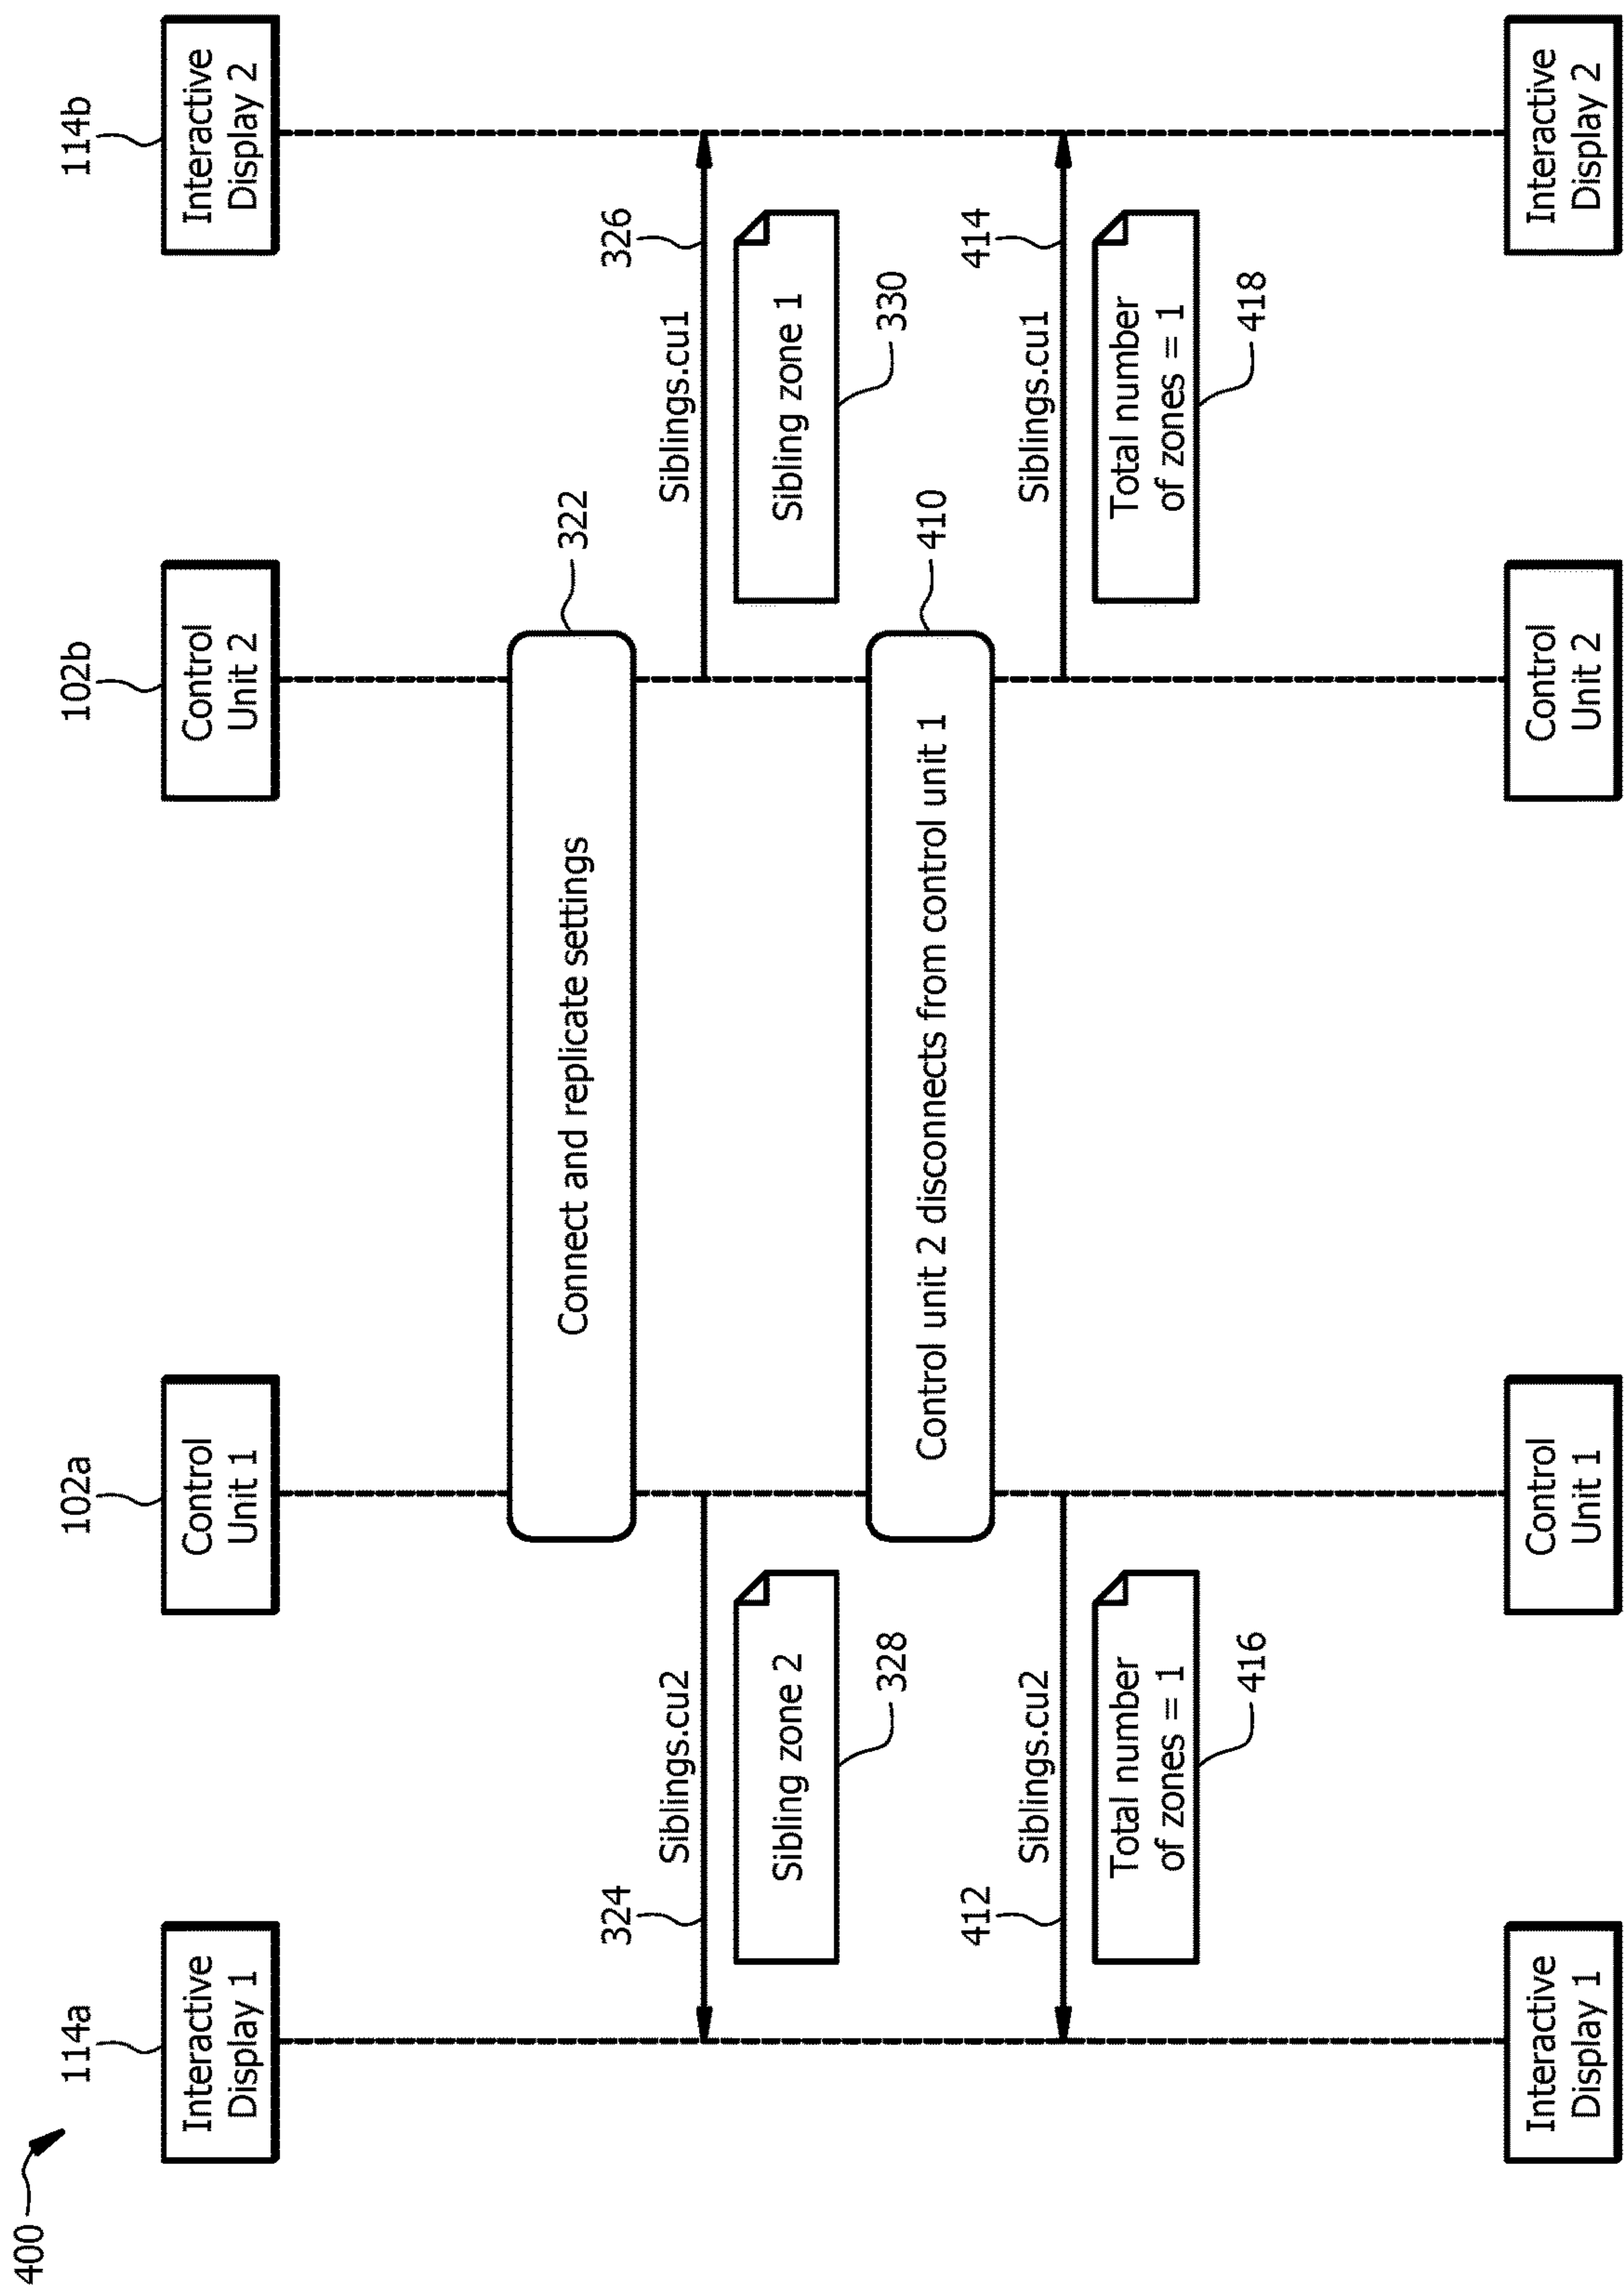 400
114a
102a
102b
114b
Interactive
Display 1
Control
Unit 1
Control
Unit 2
Interactive
Display 2
322
Connect and replicate settings
324
Siblings.cu2
326
Siblings.cu1
Sibling zone 2
328
Sibling zone 1
330
410
Control unit 2 disconnects from control unit 1
412
Siblings.cu2
414
Siblings.cu1
Total number
of zones = 1
416
Total number
of zones = 1
418
Interactive
Display 1
Control
Unit 1
Control
Unit 2
Interactive
Display 2